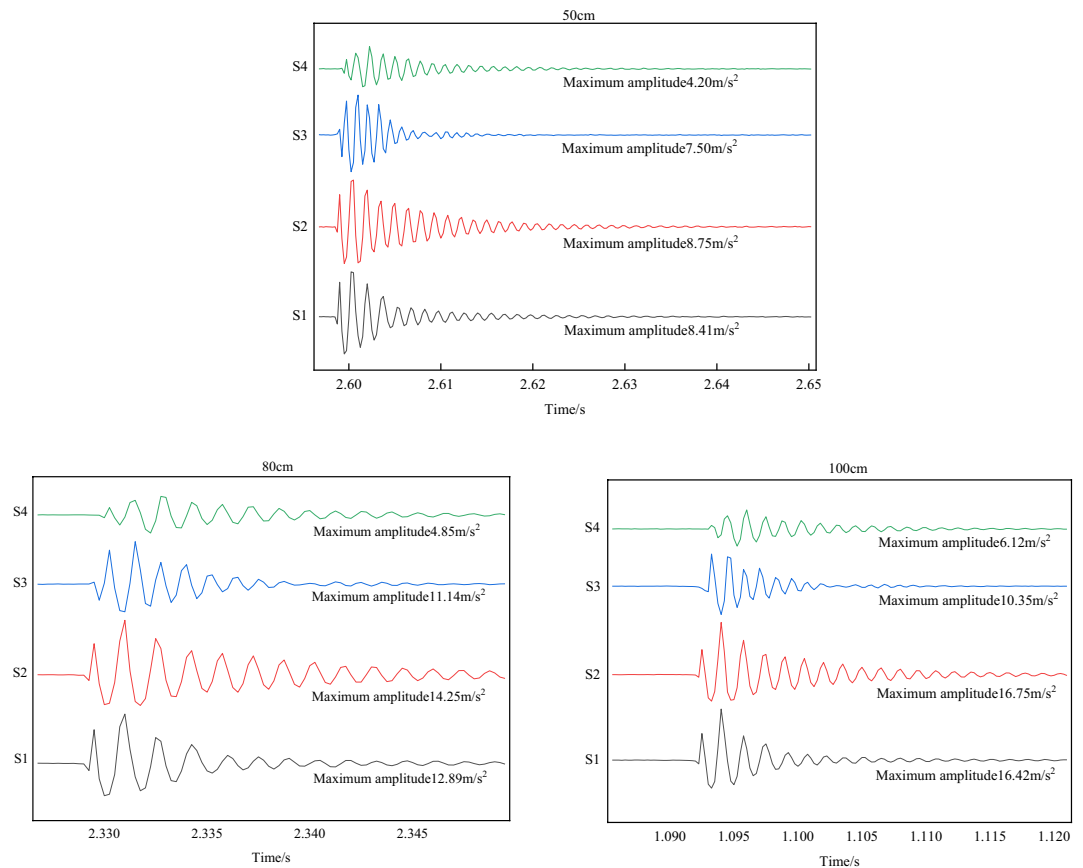 50cm
S4
Maximum amplitude4.20m/s²
S3
Maximum amplitude7.50m/s²
S2
Maximum amplitude8.75m/s²
S1
Maximum amplitude8.41m/s²
2.60 2.61 2.62 2.63 2.64 2.65
Time/s
80cm
S4
Maximum amplitude4.85m/s²
S3
Maximum amplitude11.14m/s²
S2
Maximum amplitude14.25m/s²
S1
Maximum amplitude12.89m/s²
2.330 2.335 2.340 2.345
Time/s
100cm
S4
Maximum amplitude6.12m/s²
S3
Maximum amplitude10.35m/s²
S2
Maximum amplitude16.75m/s²
S1
Maximum amplitude16.42m/s²
1.090 1.095 1.100 1.105 1.110 1.115 1.120
Time/s